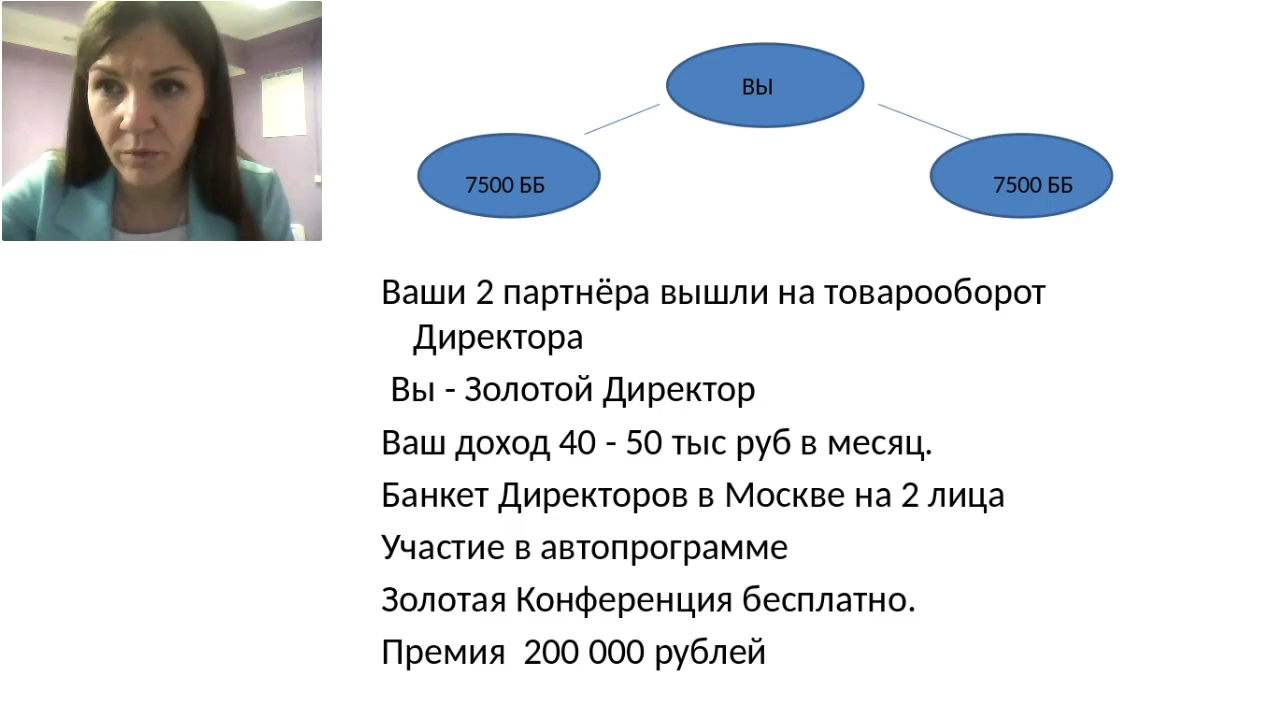 ВЫ
7500 ББ
7500 ББ
Ваши 2 партнёра вышли на товарооборот
Директора
Вы - Золотой Директор
Ваш доход 40 - 50 тыс руб в месяц.
Банкет Директоров в Москве на 2 лица
Участие в автопрограмме
Золотая Конференция бесплатно.
Премия  200 000 рублей